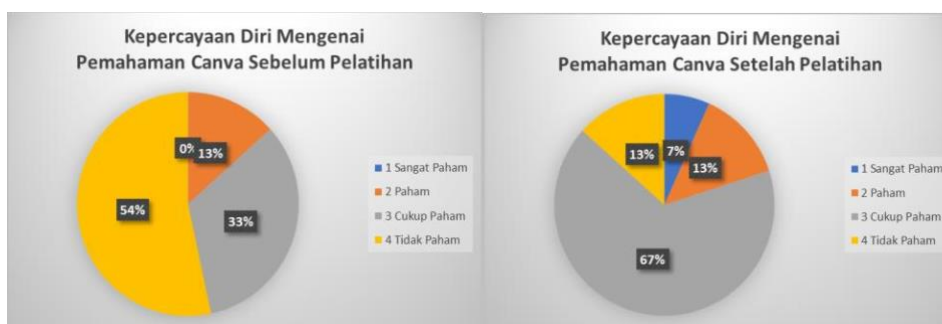 Kepercayaan Diri Mengenai
Pemahaman Canva Sebelum Pelatihan
0%
13%
33%
54%
1 Sangat Paham
2 Paham
3 Cukup Paham
4 Tidak Paham
Kepercayaan Diri Mengenai
Pemahaman Canva Setelah Pelatihan
13%
7%
13%
67%
1 Sangat Paham
2 Paham
3 Cukup Paham
4 Tidak Paham